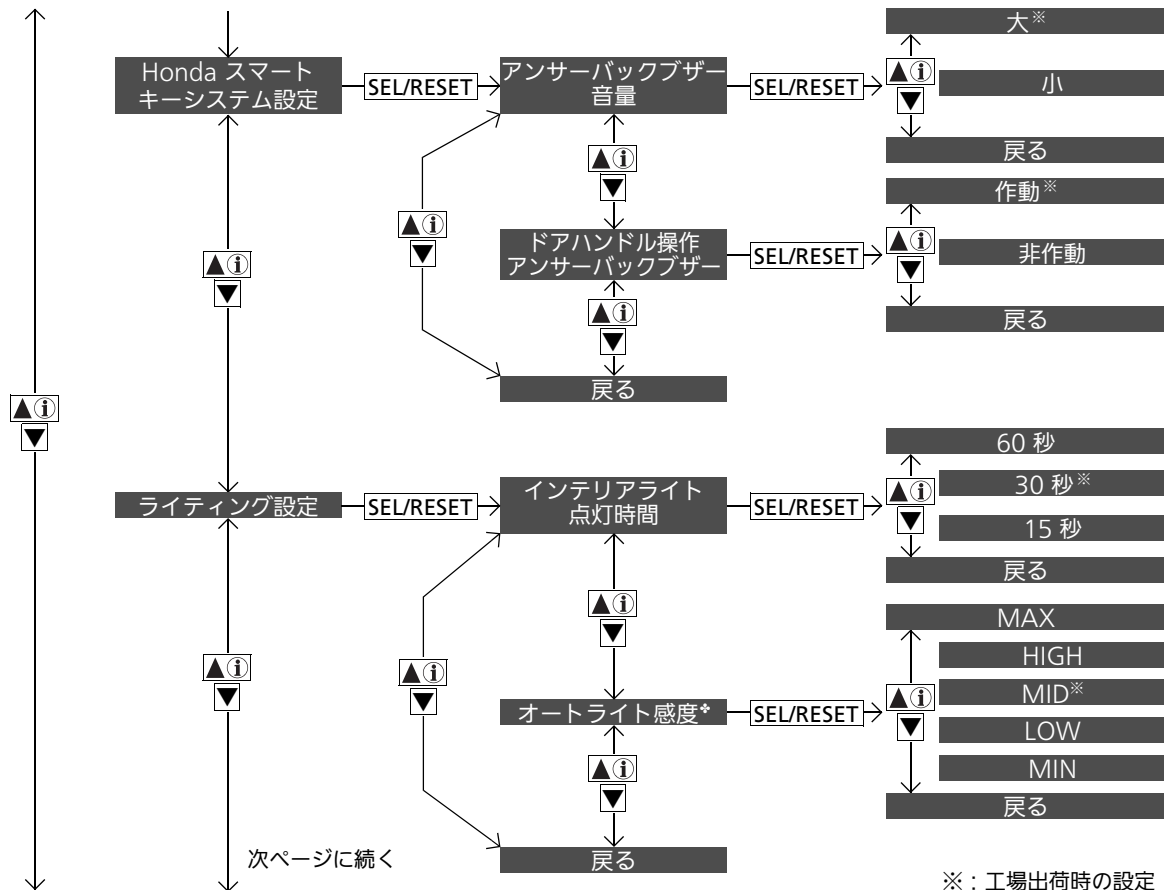 大※
Honda スマート
キーシステム設定
SEL/RESET
アンサーバックブザー
音量
SEL/RESET
▲ⓘ
▼
小
戻る
▲ⓘ
▼
作動※
▲ⓘ
▼
ドアハンドル操作
アンサーバックブザー
SEL/RESET
▲ⓘ
▼
非作動
▲ⓘ
▼
戻る
▲ⓘ
▼
戻る
▲ⓘ
▼
60 秒
ライティング設定
SEL/RESET
インテリアライト
点灯時間
SEL/RESET
▲ⓘ
▼
30 秒※
15 秒
戻る
▲ⓘ
▼
MAX
HIGH
▲ⓘ
▼
▲ⓘ
▼
オートライト感度✤
SEL/RESET
▲ⓘ
▼
MID※
LOW
MIN
▲ⓘ
▼
戻る
次ページに続く
戻る
※：工場出荷時の設定